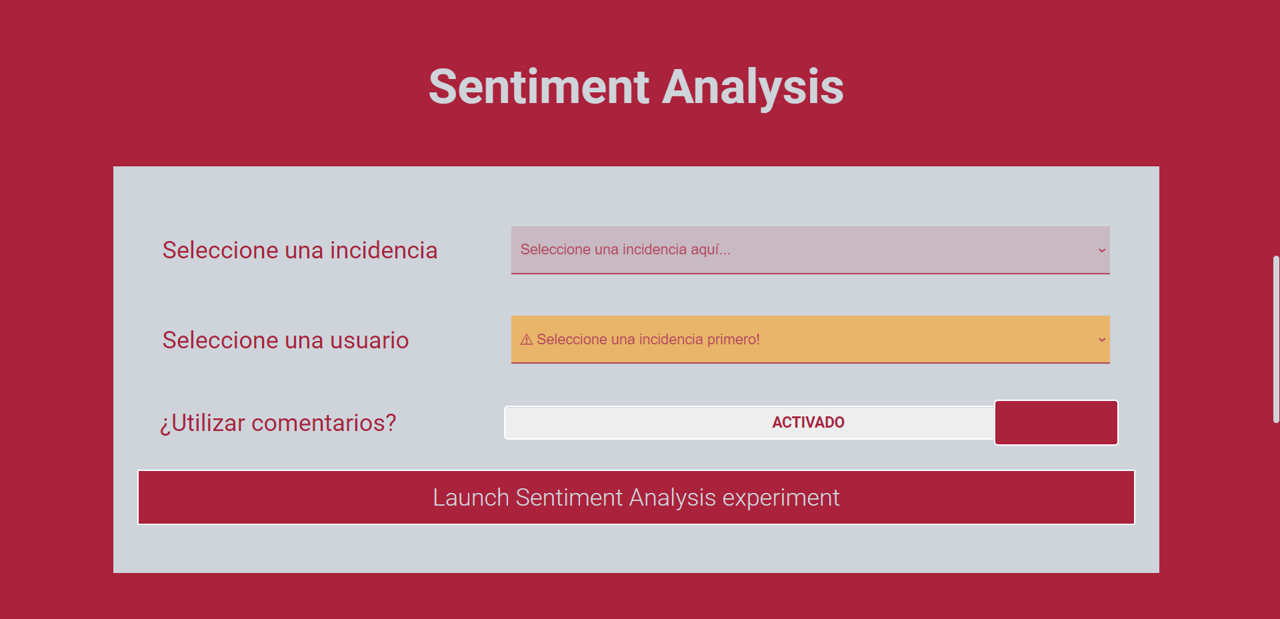 Sentiment Analysis
Seleccione una incidencia
Seleccione una incidencia aquí...
Seleccione una usuario
⚠ Seleccione una incidencia primero!
¿Utilizar comentarios?
ACTIVADO
Launch Sentiment Analysis experiment